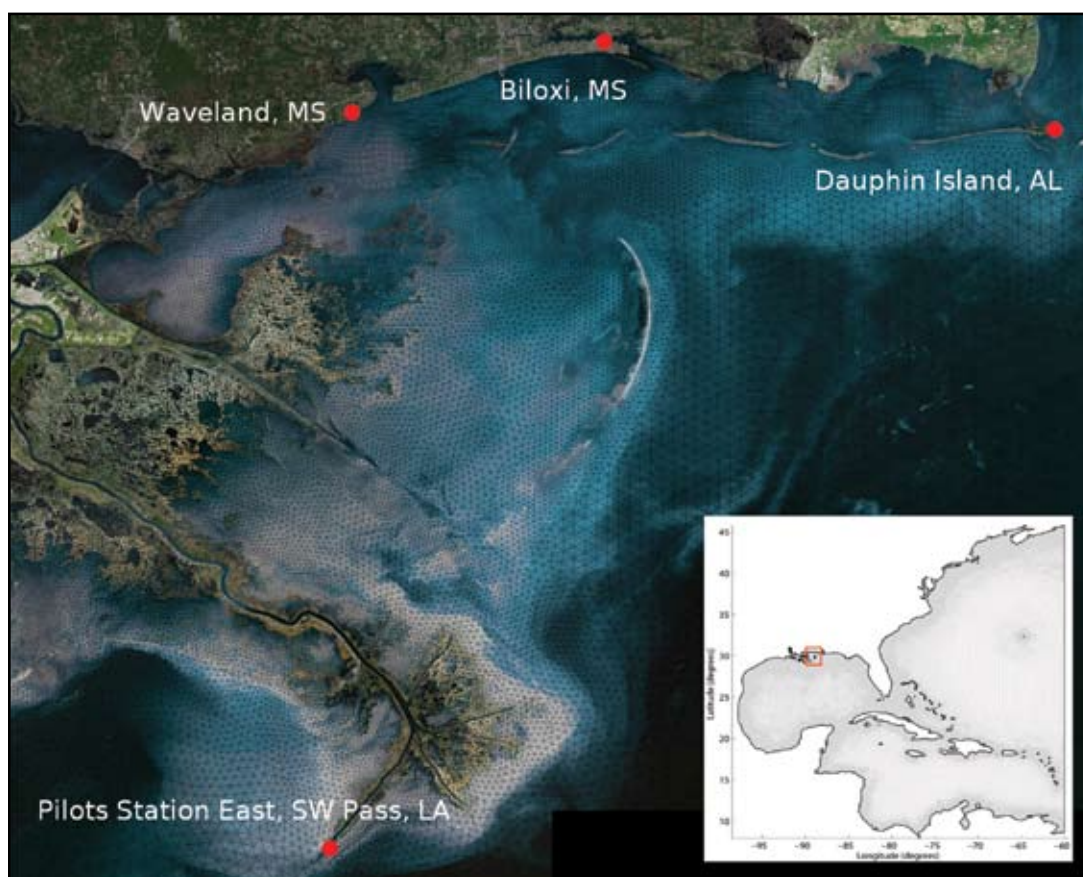 Biloxi, MS
Waveland, MS
Dauphin Island, AL
Pilots Station East, SW Pass, LA
45
40
35
30
25
20
15
10
Latitude (degrees)
−95
−90
−85
−80
−75
−70
−65
−60
Longitude (degrees)